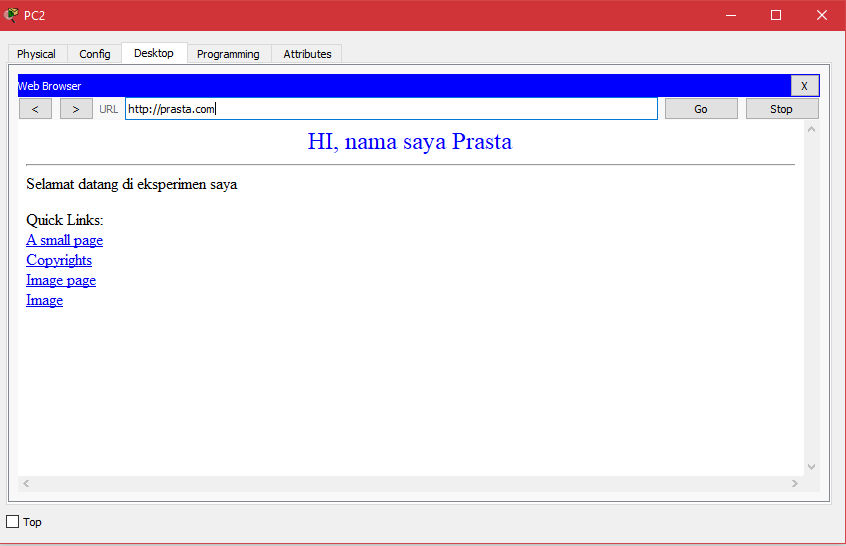 PC2
Physical Config Desktop Programming Attributes
Web Browser X
< > URL http://prasta.com Go Stop
HI, nama saya Prasta
Selamat datang di eksperimen saya
Quick Links:
A small page
Copyrights
Image page
Image
Top